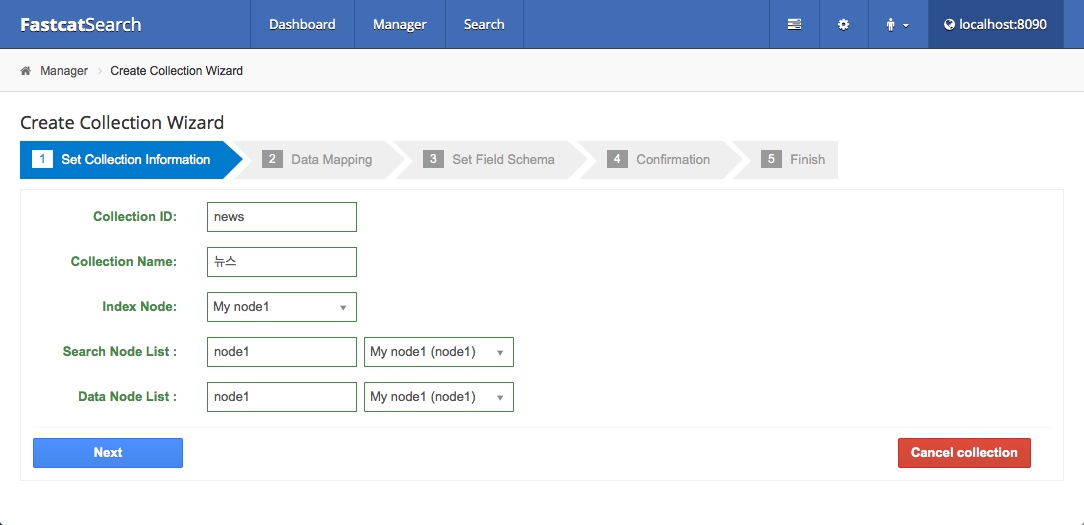 FastcatSearch Dashboard Manager Search localhost:8090
Manager Create Collection Wizard
Create Collection Wizard
1 Set Collection Information 2 Data Mapping 3 Set Field Schema 4 Confirmation 5 Finish
Collection ID: news
Collection Name: 뉴스
Index Node: My node1
Search Node List : node1 My node1 (node1)
Data Node List : node1 My node1 (node1)
Next Cancel collection